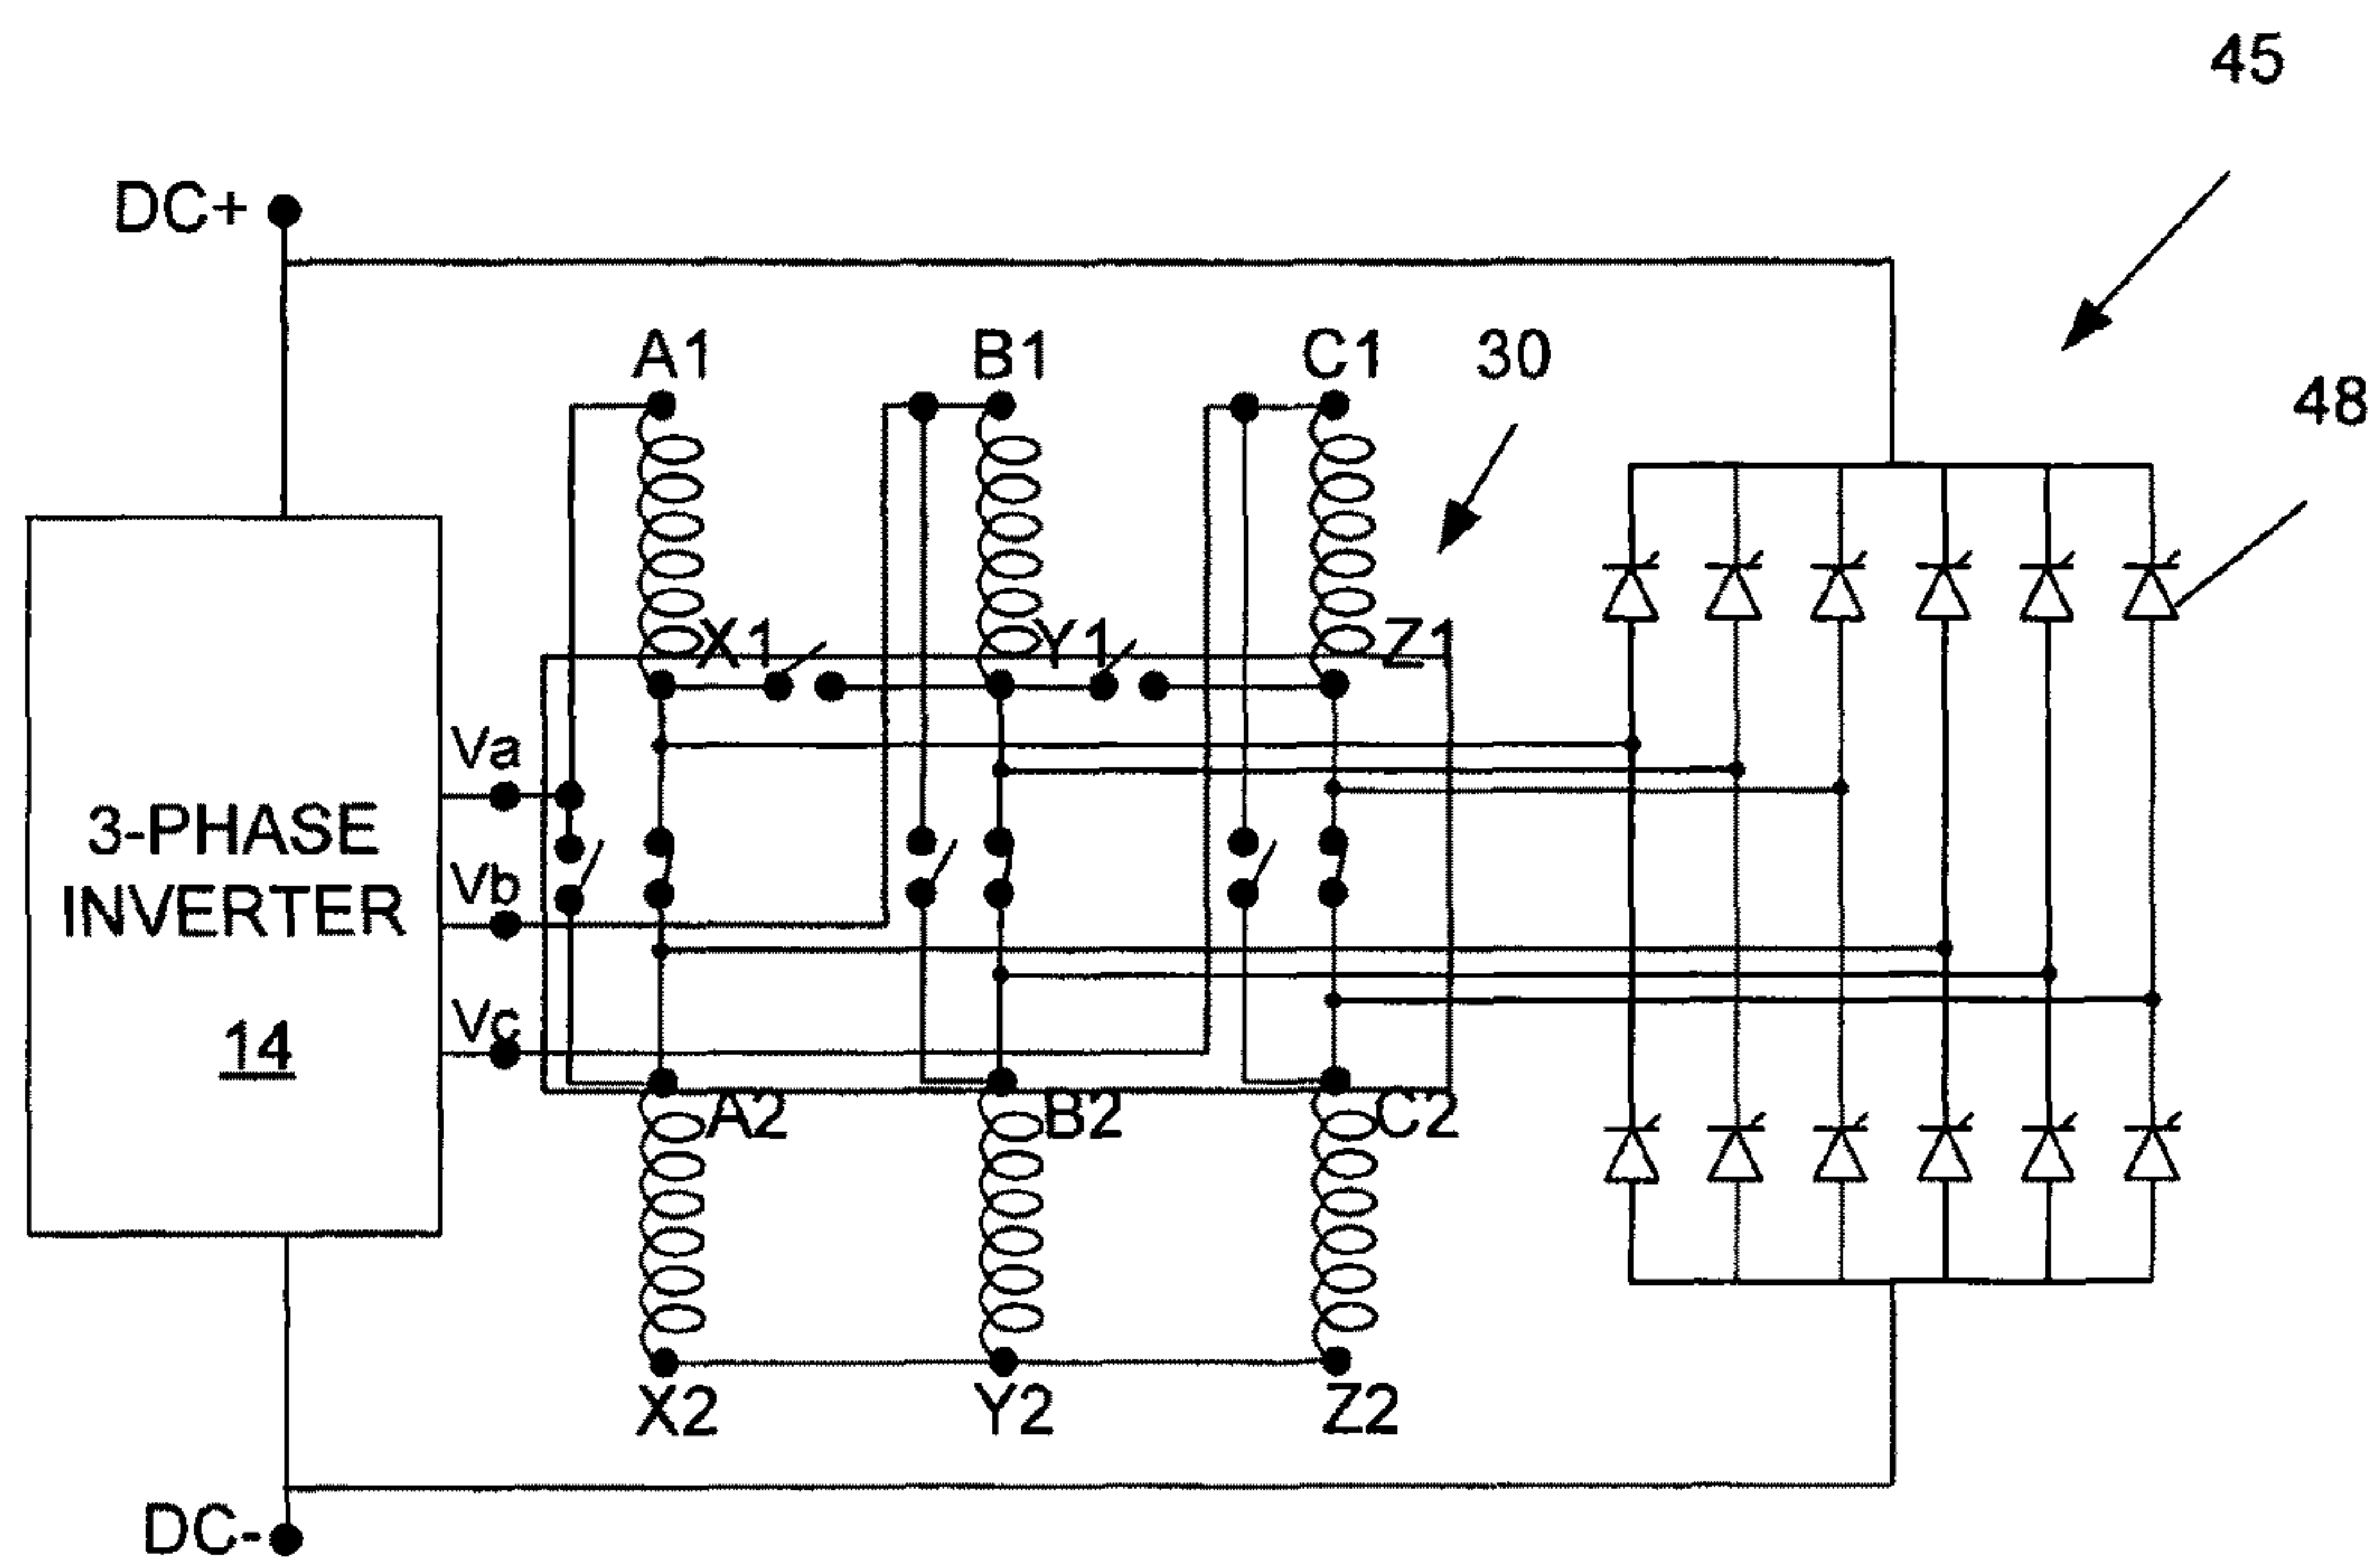 45
DC+
A1
B1
C1
30
48
X1
Y1
Z1
Va
3-PHASE
INVERTER
14
Vb
Vc
A2
B2
C2
X2
Y2
Z2
DC-